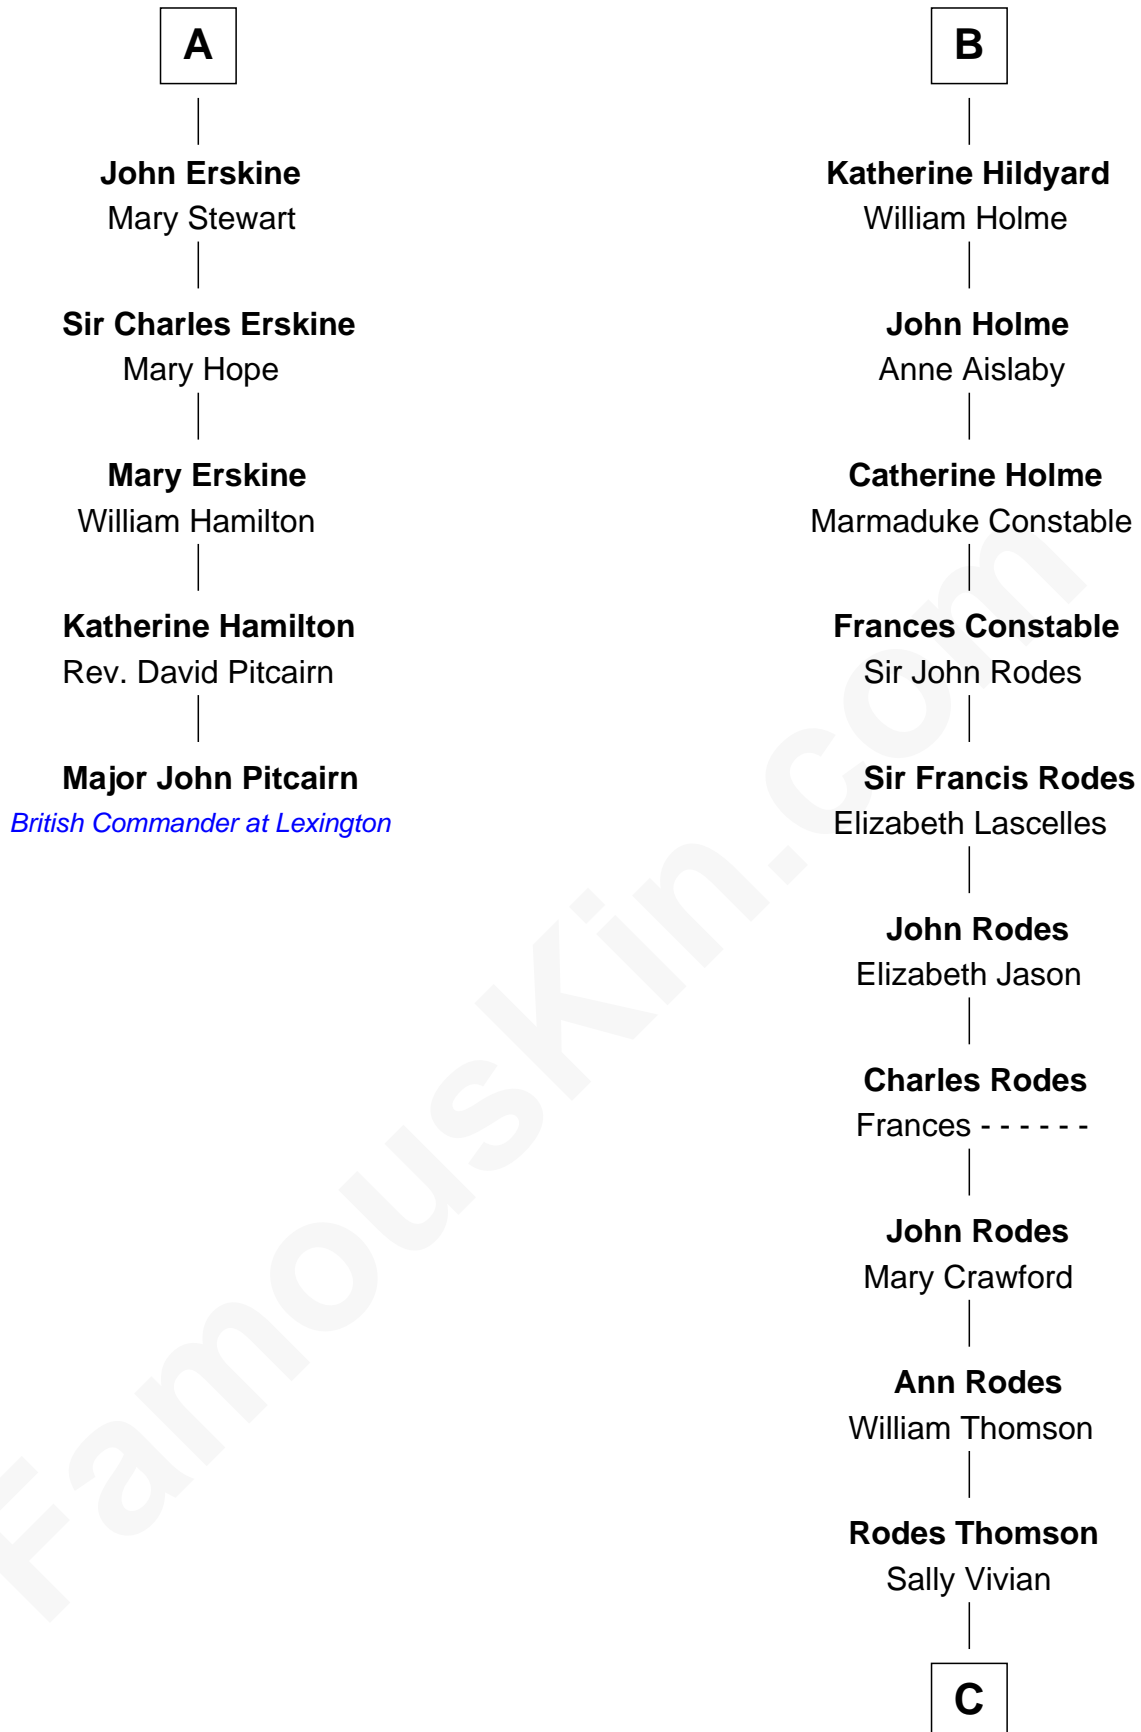 A
John Erskine
Mary Stewart
Sir Charles Erskine
Mary Hope
Mary Erskine
William Hamilton
Katherine Hamilton
Rev. David Pitcairn
Major John Pitcairn
British Commander at Lexington
B
Katherine Hildyard
William Holme
John Holme
Anne Aislaby
Catherine Holme
Marmaduke Constable
Frances Constable
Sir John Rodes
Sir Francis Rodes
Elizabeth Lascelles
John Rodes
Elizabeth Jason
Charles Rodes
Frances - - - - - -
John Rodes
Mary Crawford
Ann Rodes
William Thomson
Rodes Thomson
Sally Vivian
C
FamousKin.com